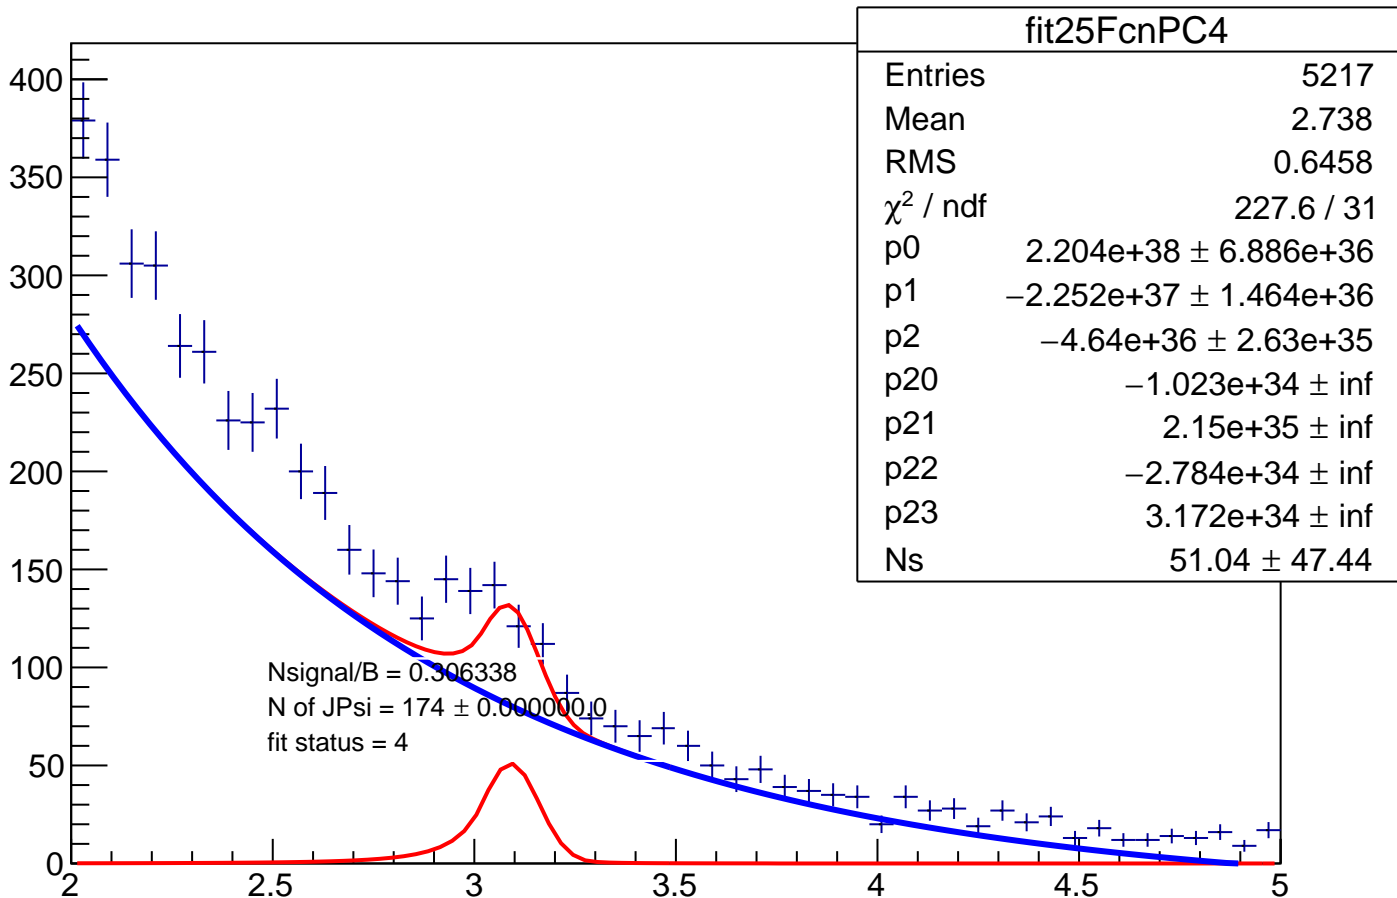 fit25FcnPC4
Entries 5217
Mean 2.738
RMS 0.6458
χ² / ndf 227.6 / 31
p0 2.204e+38 ± 6.886e+36
p1 −2.252e+37 ± 1.464e+36
p2 −4.64e+36 ± 2.63e+35
p20 −1.023e+34 ± inf
p21 2.15e+35 ± inf
p22 −2.784e+34 ± inf
p23 3.172e+34 ± inf
Ns 51.04 ± 47.44
400
350
300
250
200
150
100
50
0
Nsignal/B = 0.306338
N of JPsi = 174 ± 0.000000.0
fit status = 4
2 2.5 3 3.5 4 4.5 5